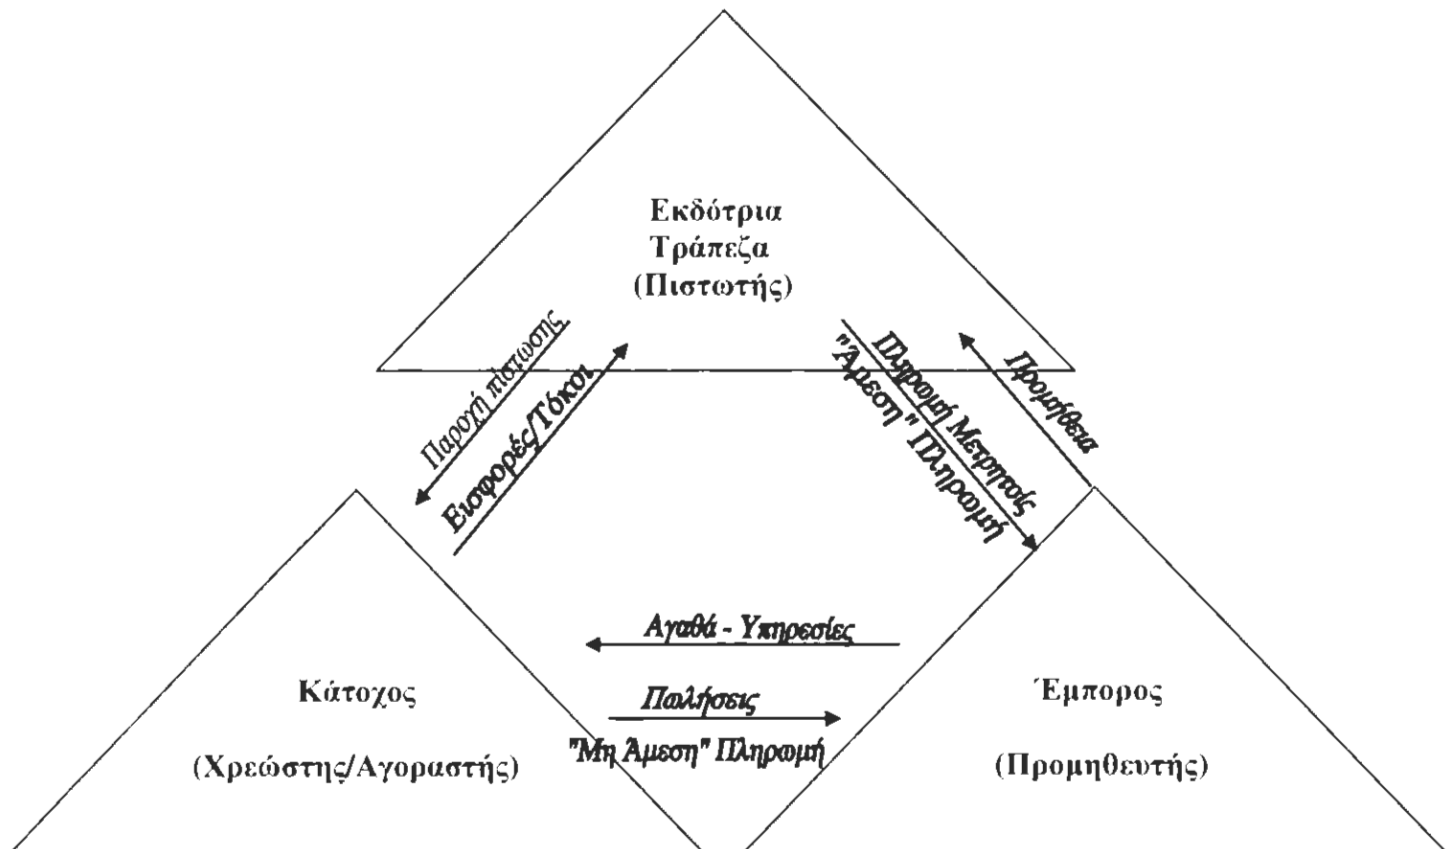 Εκδότρια
Τράπεζα
(Πιστωτής)
Παροχή πίστωσης
Εισφορές/Τόκοι
Πληρωμή Μετρητοίς
"Άμεση" Πληρωμή
Προμήθεια
Αγαθά - Υπηρεσίες
Πωλήσεις
"Μη Άμεση" Πληρωμή
Κάτοχος
(Χρεώστης/Αγοραστής)
Έμπορος
(Προμηθευτής)